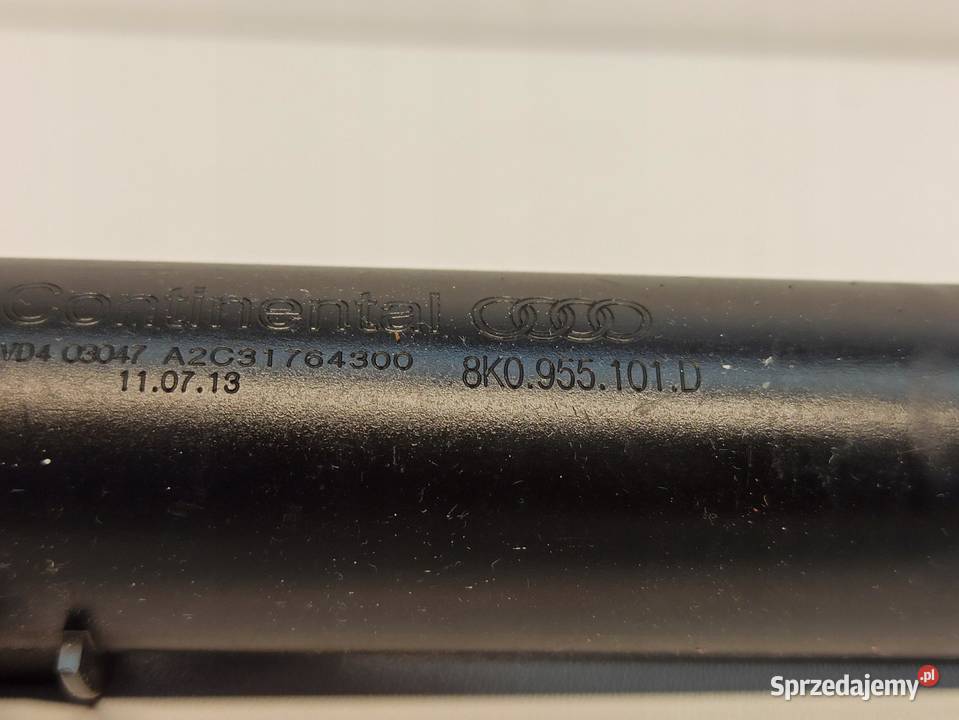 Continental
VD4 03047 A2C31764300 8K0.955.101.D
11.07.13
Sprzedajemy.pl